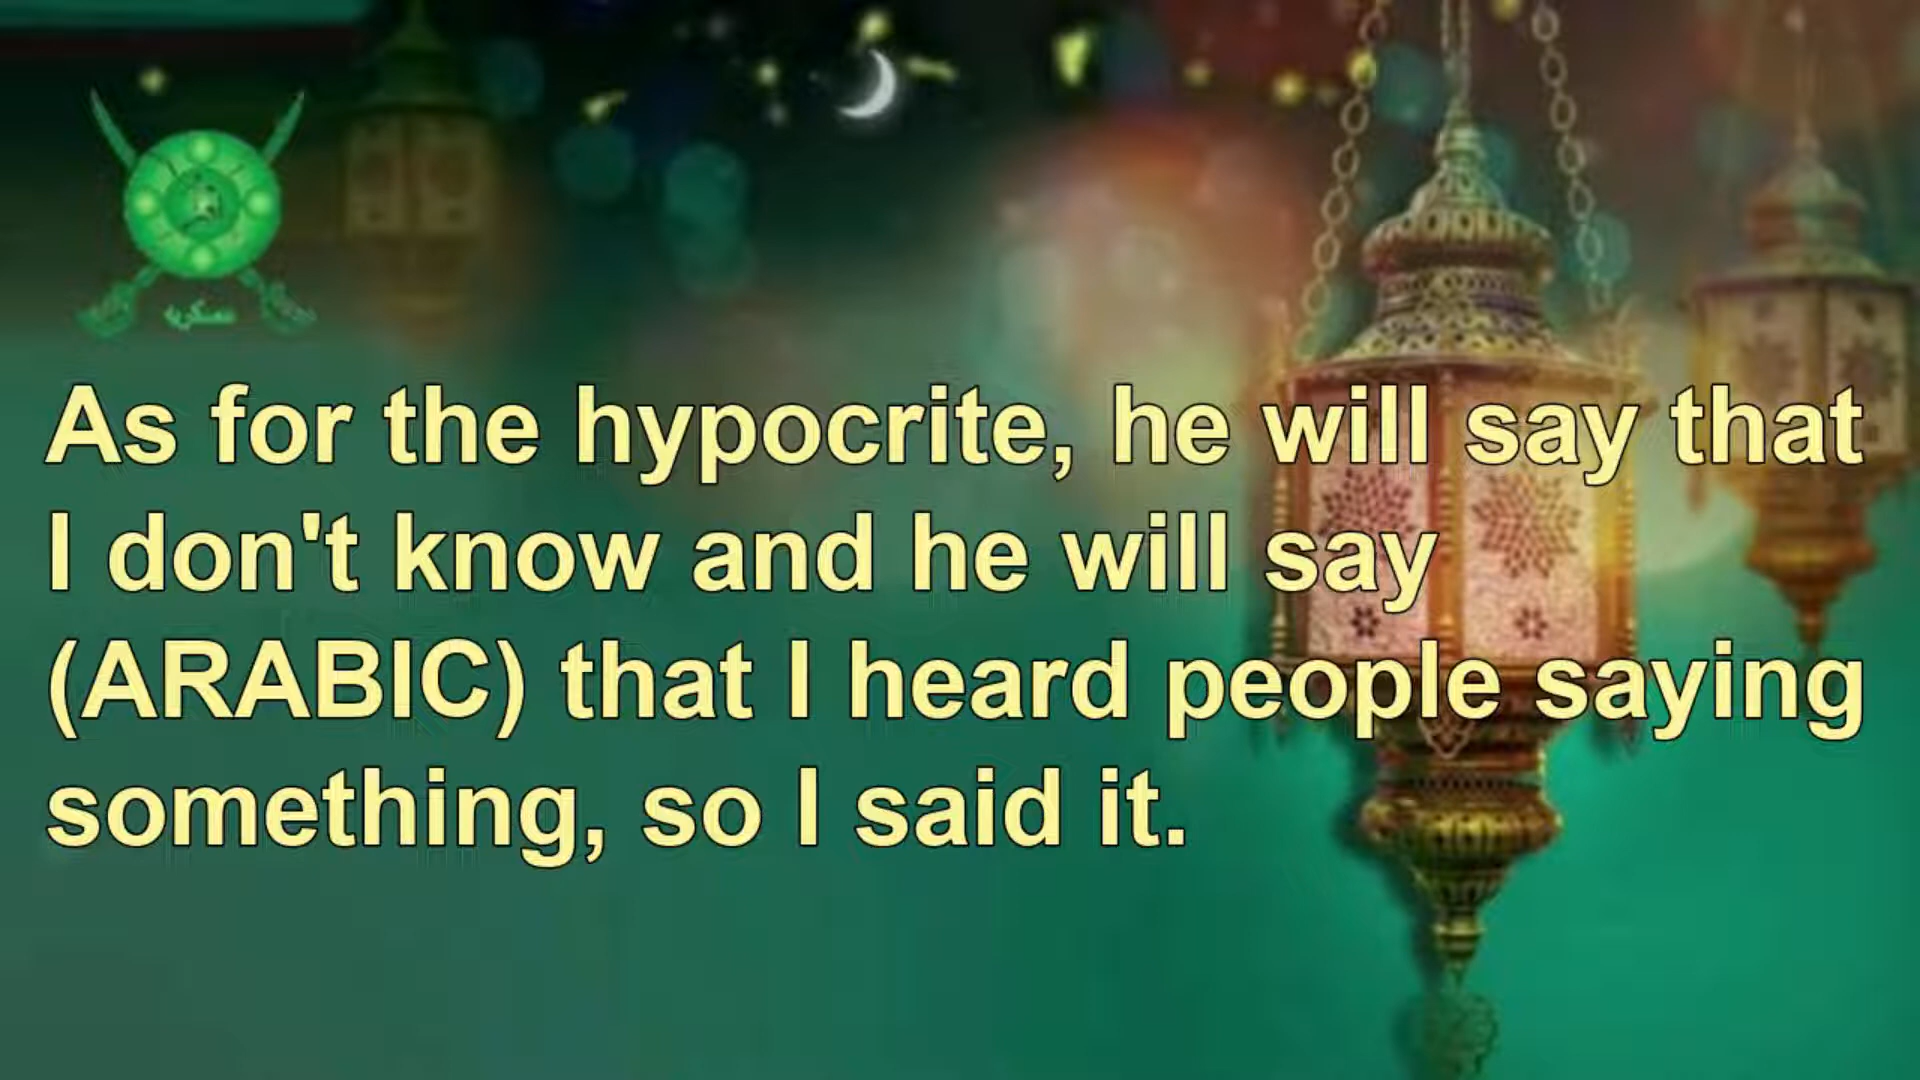 عسكريه
As for the hypocrite, he will say that
I don't know and he will say
(ARABIC) that I heard people saying
something, so I said it.